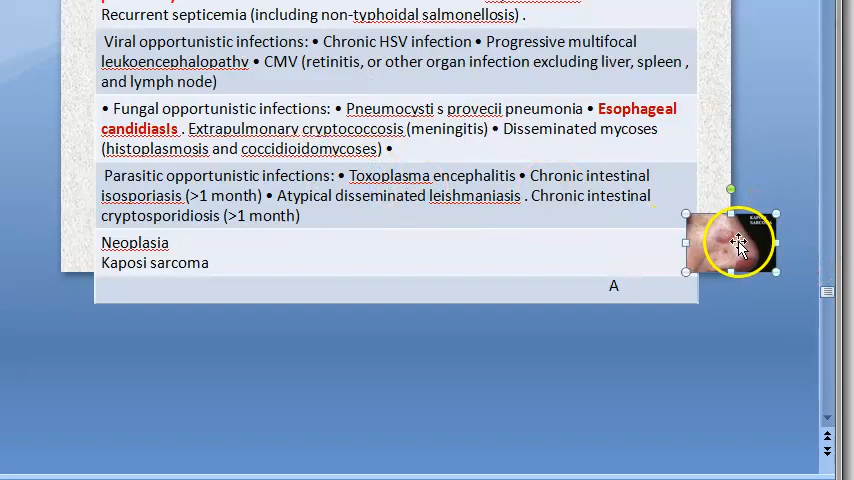 Recurrent septicemia (including non-typhoidal salmonellosis) .
Viral opportunistic infections: • Chronic HSV infection • Progressive multifocal
leukoencephalopathv • CMV (retinitis, or other organ infection excluding liver, spleen ,
and lymph node)
• Fungal opportunistic infections: • Pneumocysti s provecii pneumonia • Esophageal
candidiasIs . Extrapulmonary cryptococcosis (meningitis) • Disseminated mycoses
(histoplasmosis and coccidioidomycoses) •
Parasitic opportunistic infections: • Toxoplasma encephalitis • Chronic intestinal
isosporiasis (>1 month) • Atypical disseminated leishmaniasis . Chronic intestinal
cryptosporidiosis (>1 month)
Neoplasia
Kaposi sarcoma
KAPOSI
SARCOMA
A